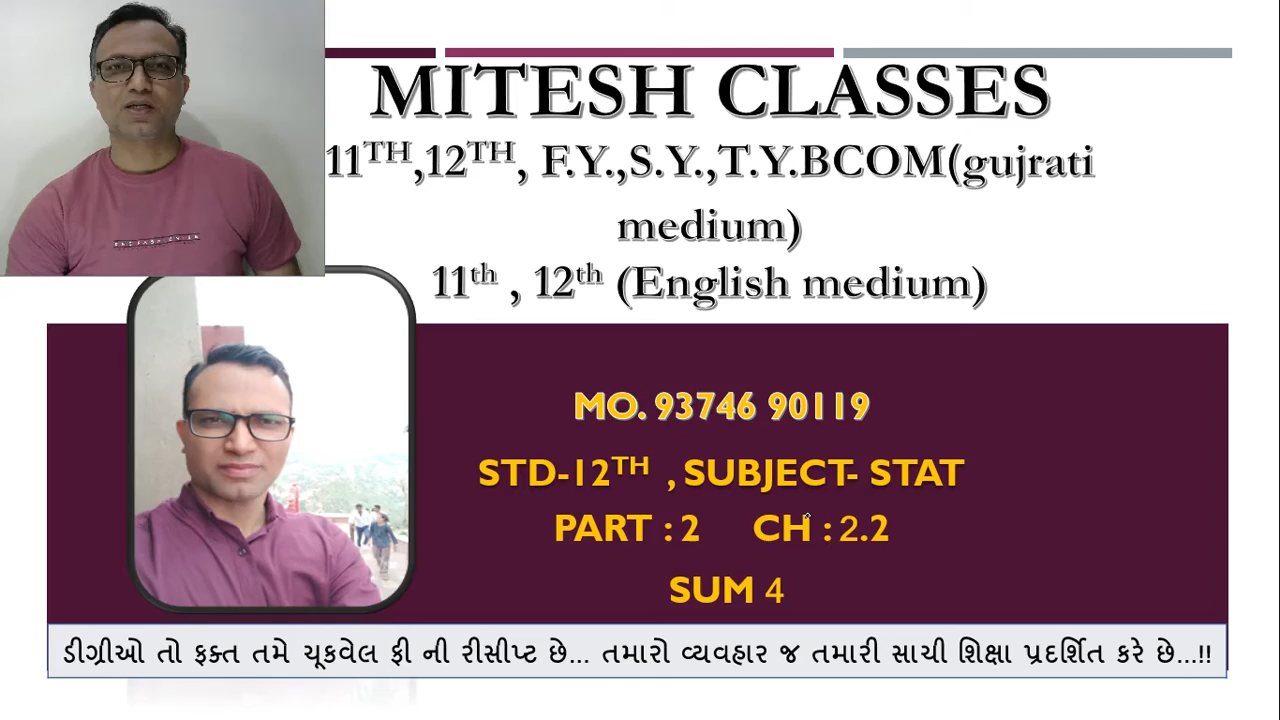 MITESH CLASSES
11TH,12TH, F.Y.,S.Y.,T.Y.BCOM(gujrati
medium)
11th , 12th (English medium)
MO. 93746 90119
STD-12TH , SUBJECT- STAT
PART : 2 CH : 2.2
SUM 4
ડીગ્રીઓ તો ફક્ત તમે ચૂકવેલ ફી ની રીસીપ્ટ છે... તમારો વ્યવહાર જ તમારી સાચી શિક્ષા પ્રદર્શિત કરે છે...!!